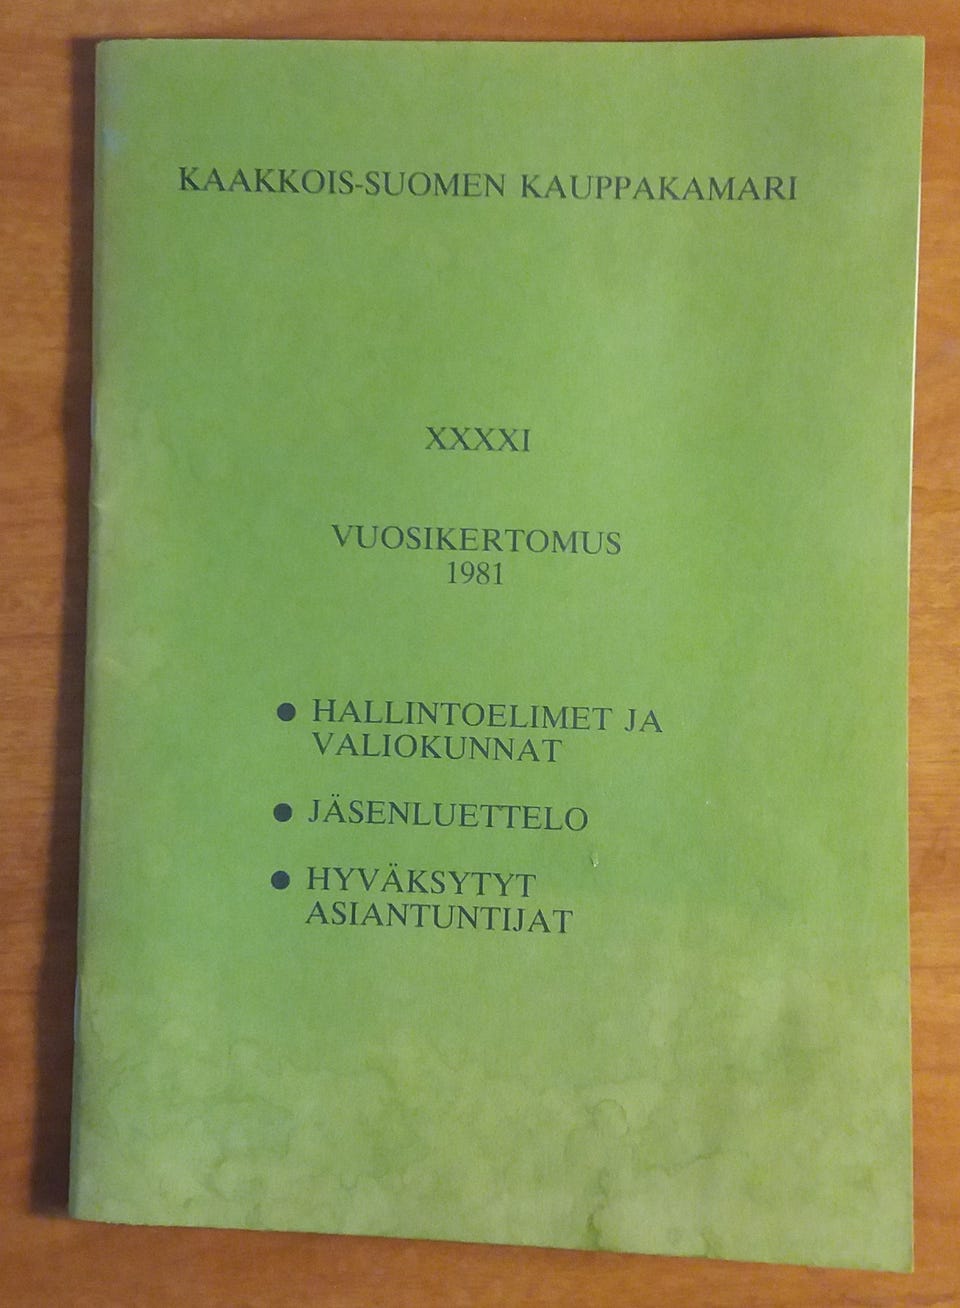 KAAKKOIS-SUOMEN KAUPPAKAMARI
XXXXI
VUOSIKERTOMUS
1981
● HALLINTOELIMET JA
VALIOKUNNAT
● JÄSENLUETTELO
● HYVÄKSYTYT
ASIANTUNTIJAT